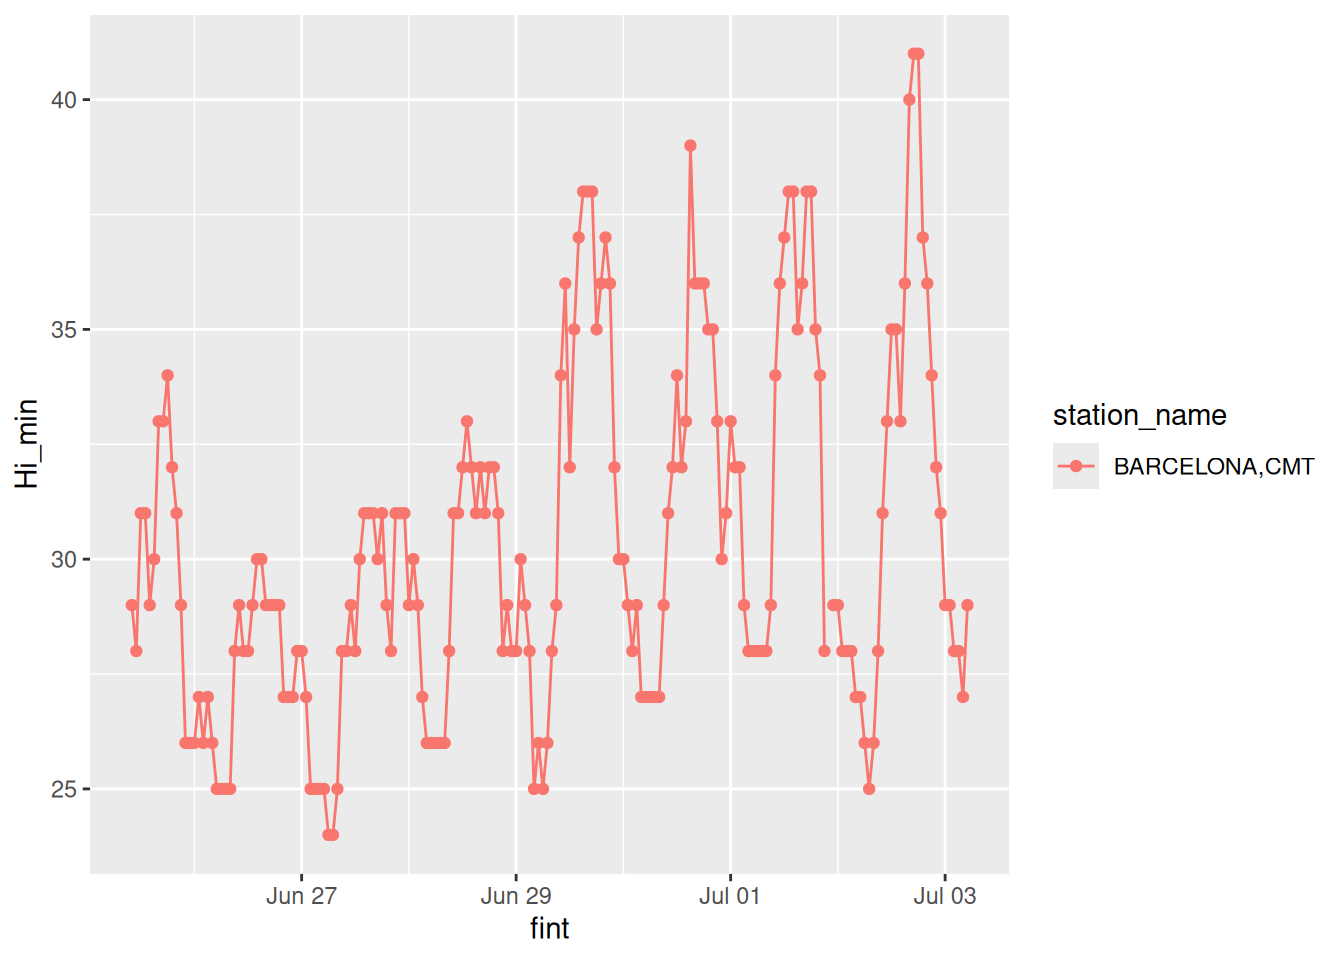 40
35
30
25
Hi_min
Jun 27
Jun 29
Jul 01
Jul 03
fint
station_name
BARCELONA,CMT